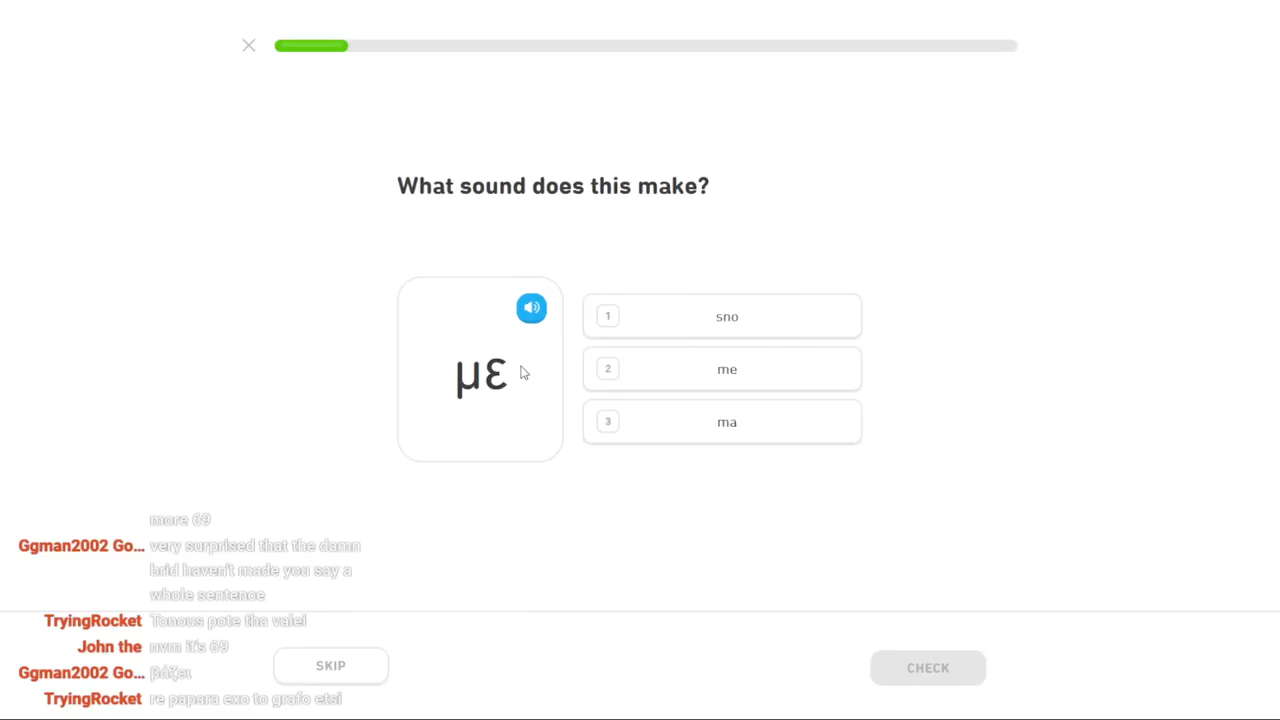 What sound does this make?
με
1 sno
2 me
3 ma
more 69
Ggman2002 Go... very surprised that the damn
brid haven't made you say a
whole sentence
TryingRocket Tonous pote tha valei
John the nvm it's 69
Ggman2002 Go... βάζει
TryingRocket re papara exo to grafo etsi
SKIP
CHECK